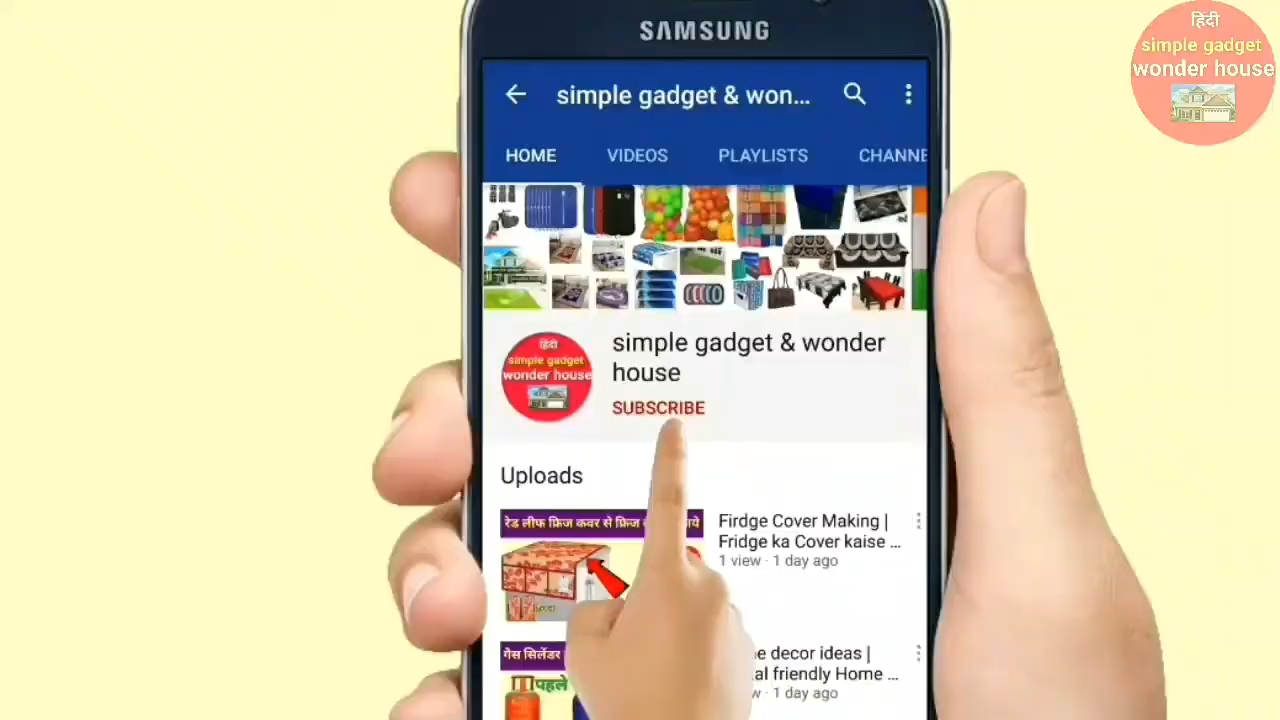 SAMSUNG
हिंदी
simple gadget
wonder house
simple gadget & won...
HOME VIDEOS PLAYLISTS CHANNE
simple gadget & wonder
house
SUBSCRIBE
हिंदी
simple gadget
wonder house
Uploads
रेड लीफ फ्रिज कवर से फ्रिज
Firdge Cover Making |
Fridge ka Cover kaise ...
1 view · 1 day ago
गैस सिलेंडर
पहले
decor ideas |
friendly Home ...
1 day ago